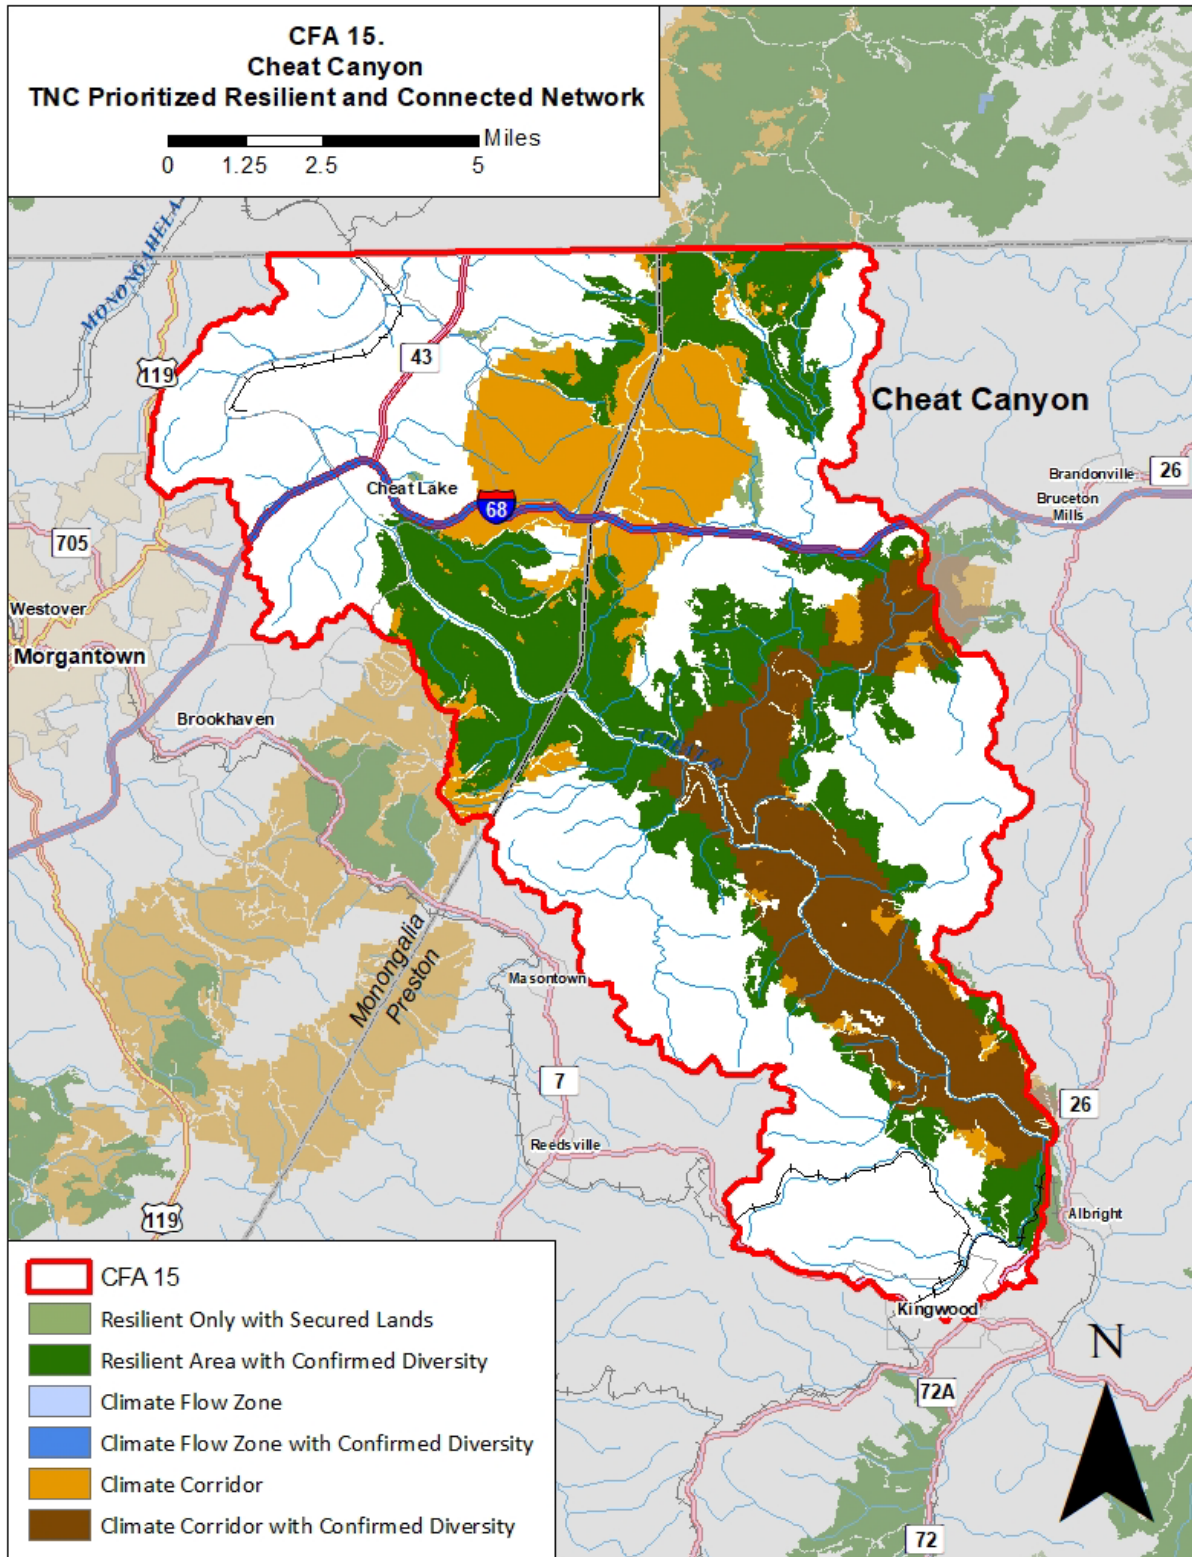 CFA 15.
Cheat Canyon
TNC Prioritized Resilient and Connected Network
Miles
0 1.25 2.5 5
MONONGAHELA
119
43
Cheat Canyon
Brandonville
26
Bruceton
Mills
Cheat Lake
68
705
Westover
Morgantown
Brookhaven
CHEAT R
Monongalia
Preston
Masontown
7
26
Reedsville
Albright
119
Kingwood
N
72A
72
CFA 15
Resilient Only with Secured Lands
Resilient Area with Confirmed Diversity
Climate Flow Zone
Climate Flow Zone with Confirmed Diversity
Climate Corridor
Climate Corridor with Confirmed Diversity